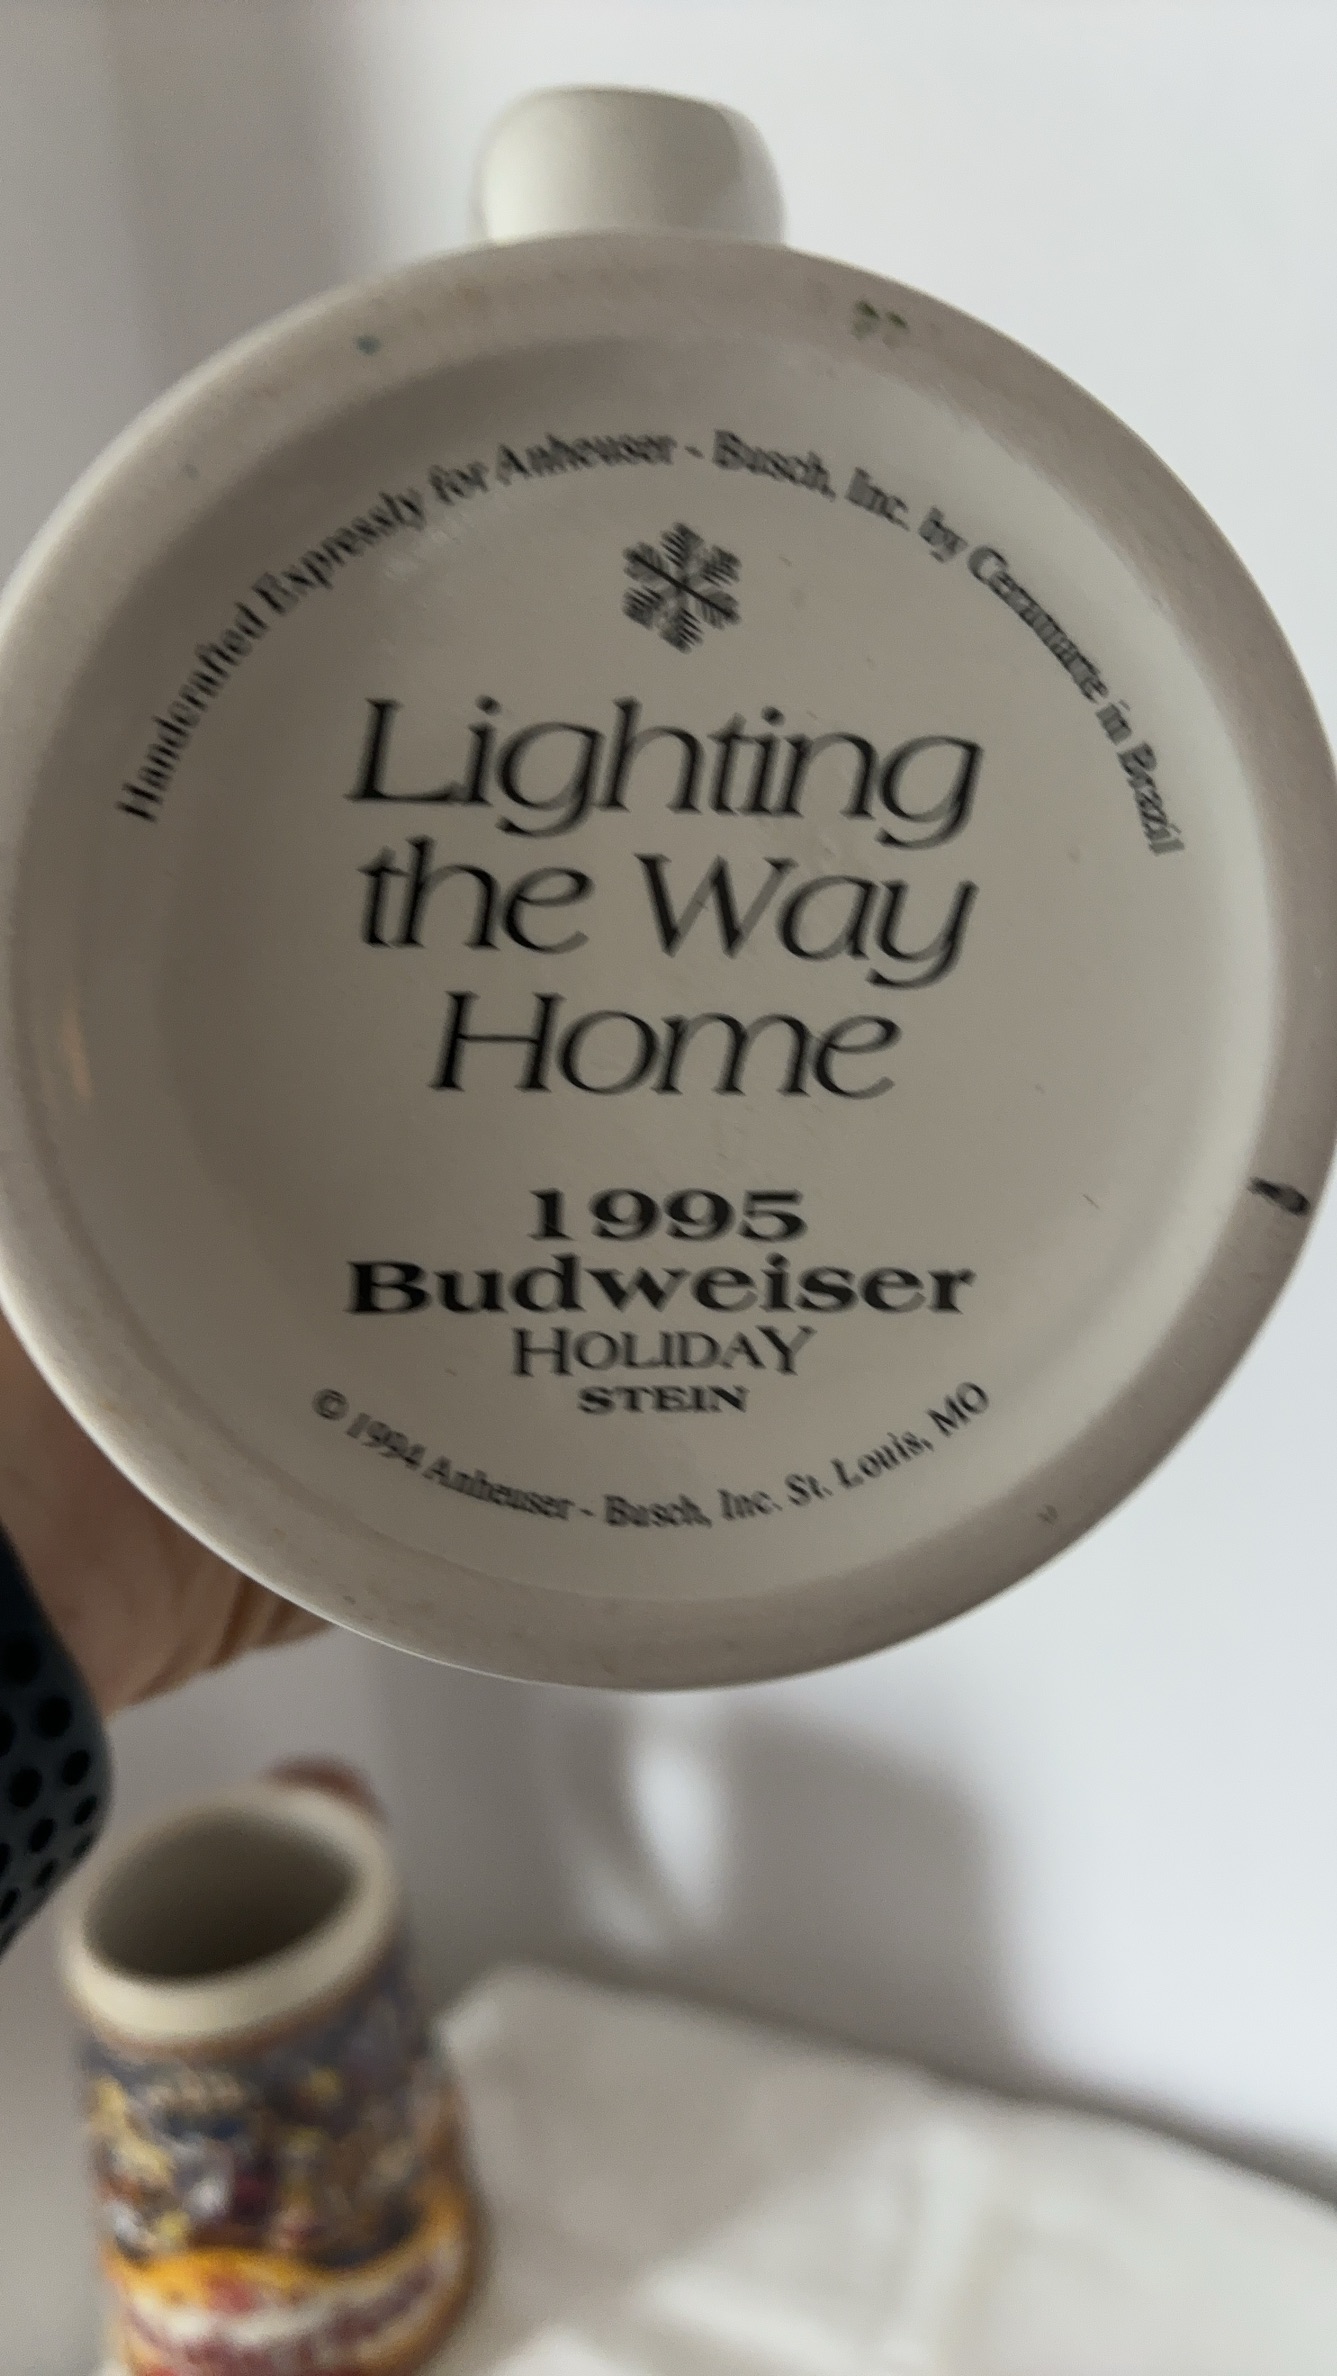 Handcrafted Expressly for Anheuser - Busch, Inc. by Ceramarte in Brazil
Lighting
the Way
Home
1995
Budweiser
HOLIDAY
STEIN
© 1994 Anheuser - Busch, Inc. St. Louis, MO